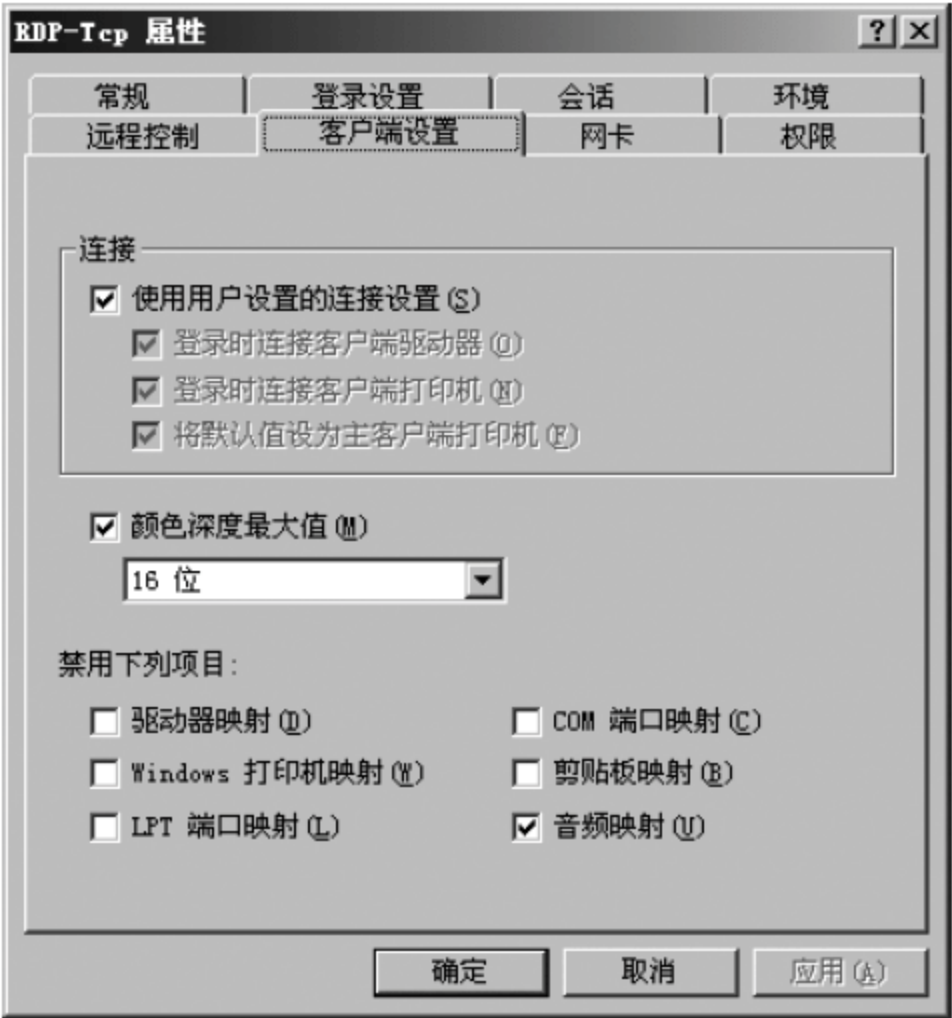 RDP-Tcp 属性
常规 登录设置 会话 环境
远程控制 客户端设置 网卡 权限
连接
使用用户设置的连接设置(S)
登录时连接客户端驱动器(O)
登录时连接客户端打印机(N)
将默认值设为主客户端打印机(F)
颜色深度最大值(M)
16 位
禁用下列项目:
驱动器映射(D) COM 端口映射(C)
Windows 打印机映射(W) 剪贴板映射(B)
LPT 端口映射(L) 音频映射(U)
确定 取消 应用(A)